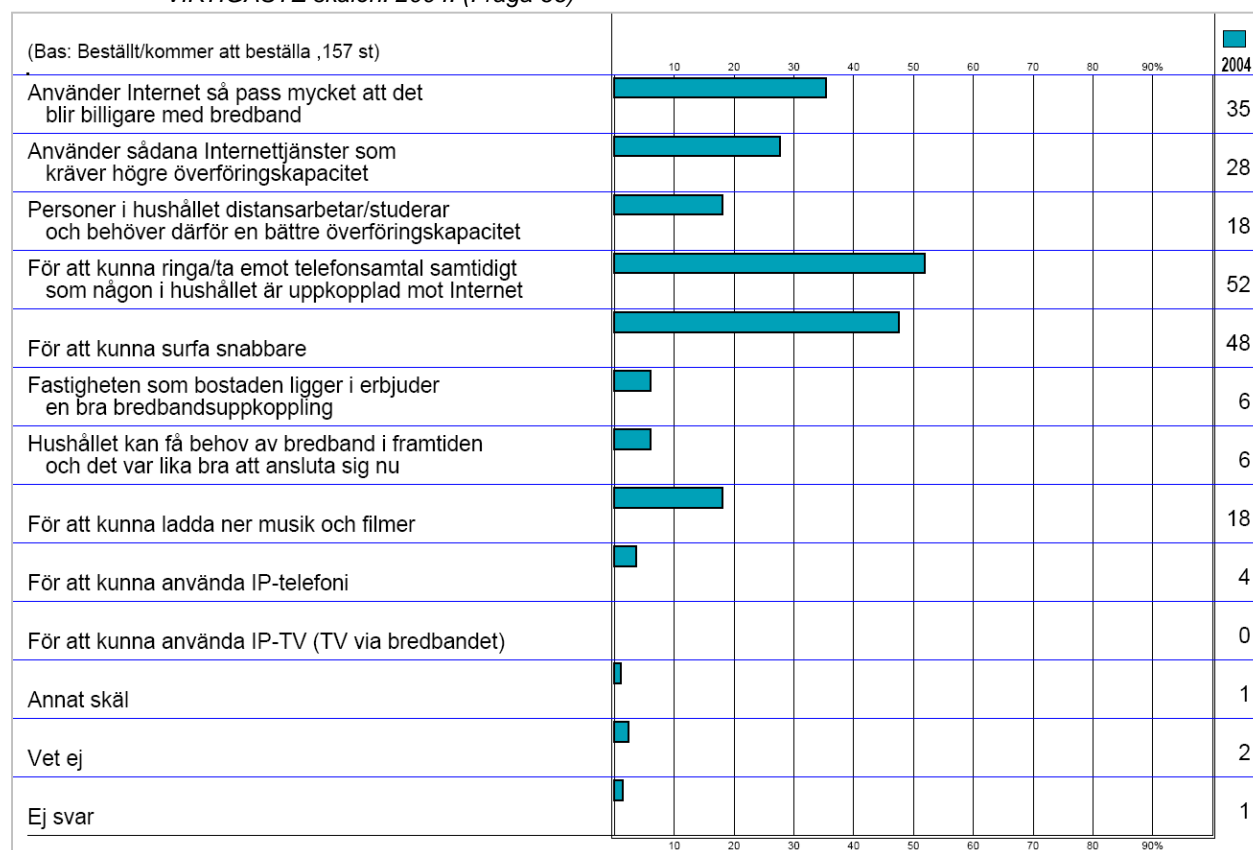 VIKTIGASTE skälen. 2004. (Fråga 38)
(Bas: Beställt/kommer att beställa ,157 st)
10 20 30 40 50 60 70 80 90%
2004
Använder Internet så pass mycket att det
blir billigare med bredband
35
Använder sådana Internettjänster som
kräver högre överföringskapacitet
28
Personer i hushållet distansarbetar/studerar
och behöver därför en bättre överföringskapacitet
18
För att kunna ringa/ta emot telefonsamtal samtidigt
som någon i hushållet är uppkopplad mot Internet
52
För att kunna surfa snabbare
48
Fastigheten som bostaden ligger i erbjuder
en bra bredbandsuppkoppling
6
Hushållet kan få behov av bredband i framtiden
och det var lika bra att ansluta sig nu
6
För att kunna ladda ner musik och filmer
18
För att kunna använda IP-telefoni
4
För att kunna använda IP-TV (TV via bredbandet)
0
Annat skäl
1
Vet ej
2
Ej svar
1
10 20 30 40 50 60 70 80 90%